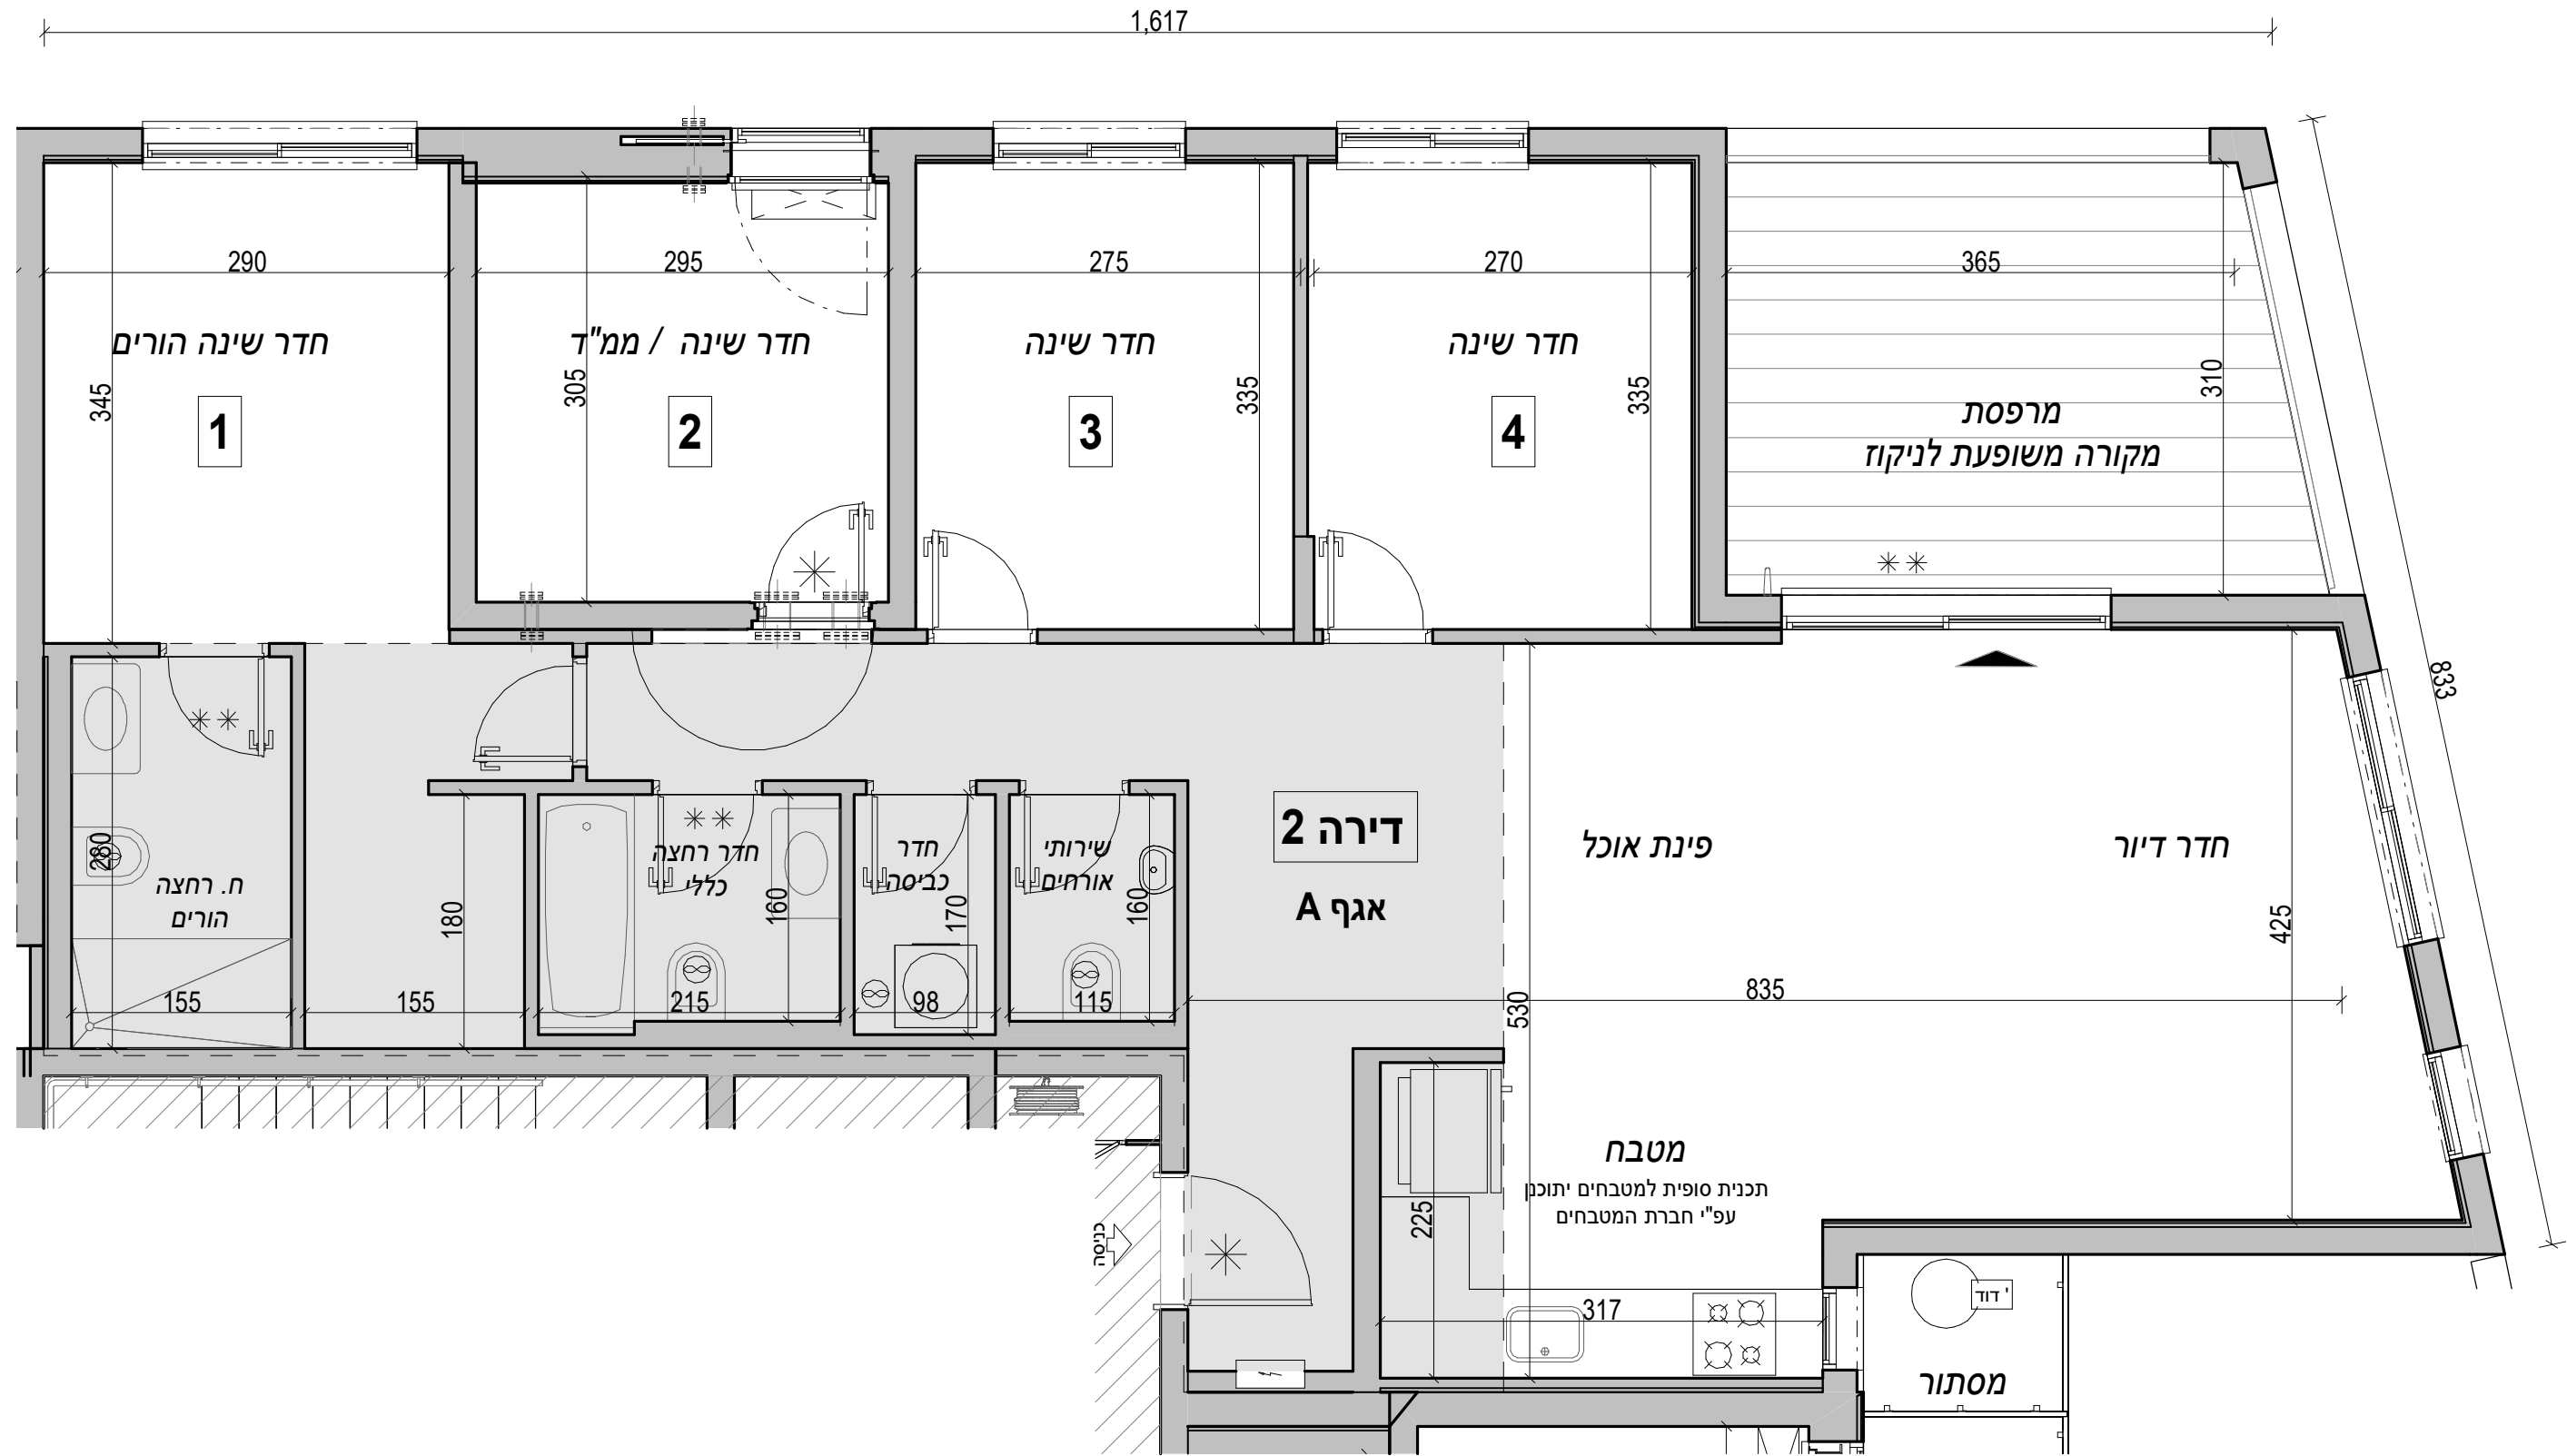 1,617
290
295
275
270
365
חדר שינה הורים
חדר שינה / ממ"ד
חדר שינה
חדר שינה
345
305
335
335
310
1
2
3
4
מרפסת
מקורה משופעת לניקוז
833
280
ח. רחצה
הורים
180
חדר רחצה
כללי
160
חדר
כביסה
170
שירותי
אורחים
160
דירה 2
אגף A
פינת אוכל
חדר דיור
425
155
155
215
98
115
835
530
מטבח
תכנית סופית למטבחים יתוכנן
עפ"י חברת המטבחים
225
כניסה
317
דוד '
מסתור